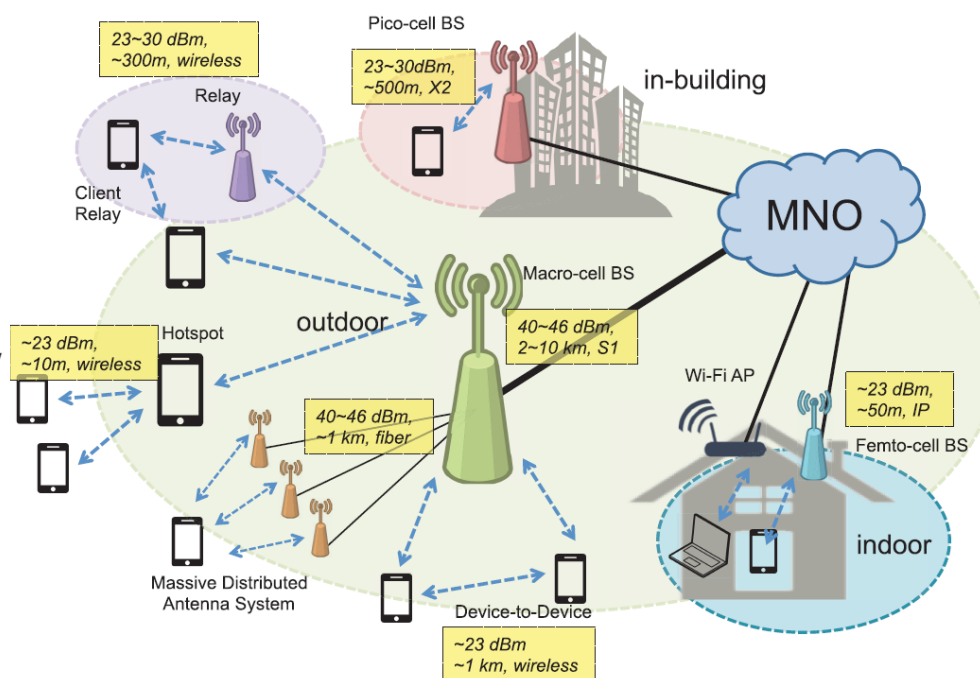 Pico-cell BS
23~30 dBm,
~300m, wireless
23~30dBm,
~500m, X2
in-building
Relay
Client
Relay
MNO
Macro-cell BS
outdoor
40~46 dBm,
2~10 km, S1
Hotspot
~23 dBm,
~10m, wireless
Wi-Fi AP
~23 dBm,
~50m, IP
Femto-cell BS
40~46 dBm,
~1 km, fiber
indoor
Massive Distributed
Antenna System
Device-to-Device
~23 dBm
~1 km, wireless